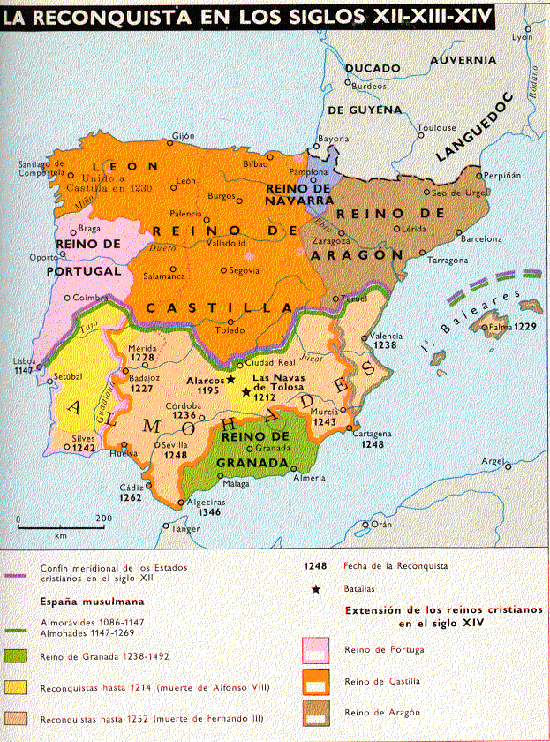 LA RECONQUISTA EN LOS SIGLOS XII-XIII-XIV
Lyon
DUCADO
AUVERNIA
Burdeos
Rodano
DE GUYENA
LANGUEDOC
Toulouse
Bayona
Gijón
Bilbao
Santiago de
Compostela
LEON
Unido a
Castilla en 1230
León
Burgos
Pamplona
REINO DE
NAVARRA
Perpiñán
Seo de Urgel
Miño
Palencia
Braga
REINO DE
PORTUGAL
Oporto
REINO DE
CASTILLA
Duero
Valladolid
Ebro
Zaragoza
REINO DE
ARAGON
Lérida
Barcelona
Tarragona
Salamanca
Segovia
Coimbra
Teruel
Toledo
Tajo
Iˢ Baleares
Palma 1229
Valencia
1238
Lisboa
1147
Mérida
1228
Ciudad Real
Júcar
Setúbal
Badajoz
1227
Alarcos
1195
Las Navas
de Tolosa
1212
Guadiana
ALMOHADES
Córdoba
1236
Murcia
1243
Silves
1242
Sevilla
1248
REINO DE
GRANADA
Granada
Cartagena
1248
Huelva
Málaga
Almería
Cádiz
1262
Algeciras
1346
Argel
Orán
Tánger
0 200
km
Confín meridional de los Estados
cristianos en el siglo XII
España musulmana
Almorávides 1086-1147
Almohades 1147-1269
Reino de Granada 1238-1492
Reconquistas hasta 1214 (muerte de Alfonso VIII)
Reconquistas hasta 1252 (muerte de Fernando III)
1248 Fecha de la Reconquista
Batallas
Extensión de los reinos cristianos
en el siglo XIV
Reino de Portuga
Reino de Castilla
Reino de Aragón